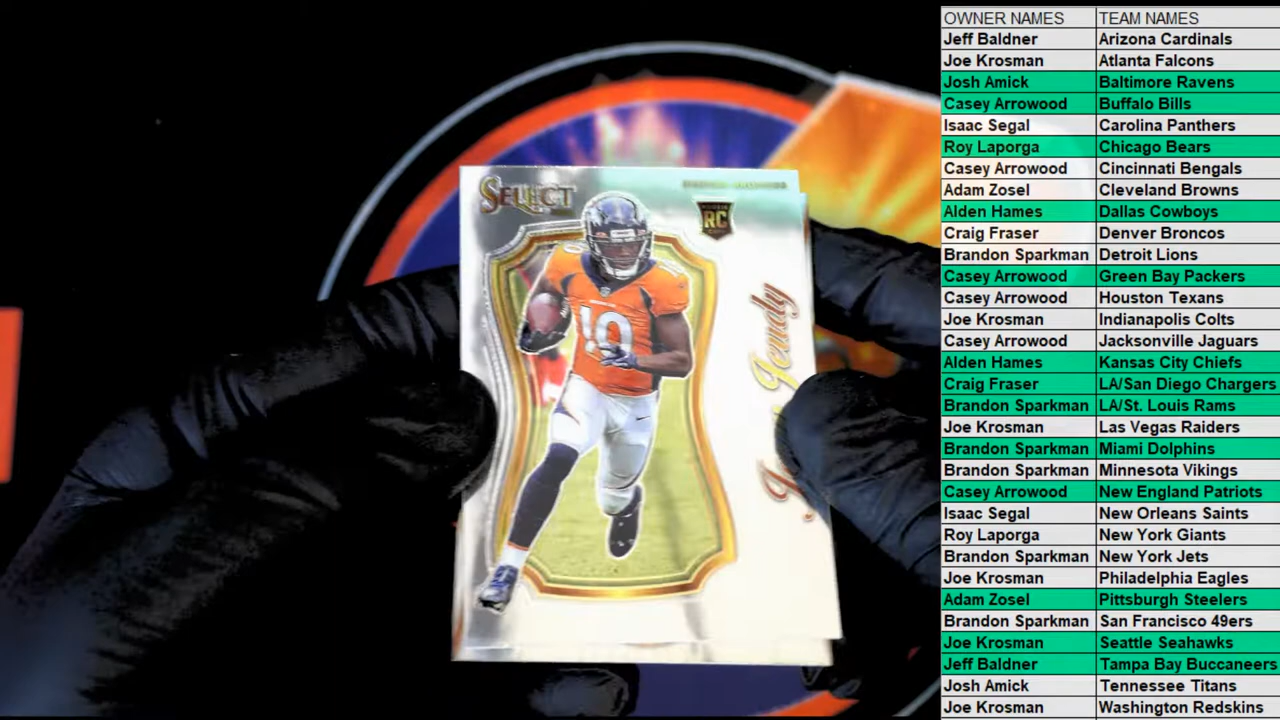 SELECT
RC
Jeudy
10
OWNER NAMES TEAM NAMES
Jeff Baldner Arizona Cardinals
Joe Krosman Atlanta Falcons
Josh Amick Baltimore Ravens
Casey Arrowood Buffalo Bills
Isaac Segal Carolina Panthers
Roy Laporga Chicago Bears
Casey Arrowood Cincinnati Bengals
Adam Zosel Cleveland Browns
Alden Hames Dallas Cowboys
Craig Fraser Denver Broncos
Brandon Sparkman Detroit Lions
Casey Arrowood Green Bay Packers
Casey Arrowood Houston Texans
Joe Krosman Indianapolis Colts
Casey Arrowood Jacksonville Jaguars
Alden Hames Kansas City Chiefs
Craig Fraser LA/San Diego Chargers
Brandon Sparkman LA/St. Louis Rams
Joe Krosman Las Vegas Raiders
Brandon Sparkman Miami Dolphins
Brandon Sparkman Minnesota Vikings
Casey Arrowood New England Patriots
Isaac Segal New Orleans Saints
Roy Laporga New York Giants
Brandon Sparkman New York Jets
Joe Krosman Philadelphia Eagles
Adam Zosel Pittsburgh Steelers
Brandon Sparkman San Francisco 49ers
Joe Krosman Seattle Seahawks
Jeff Baldner Tampa Bay Buccaneers
Josh Amick Tennessee Titans
Joe Krosman Washington Redskins